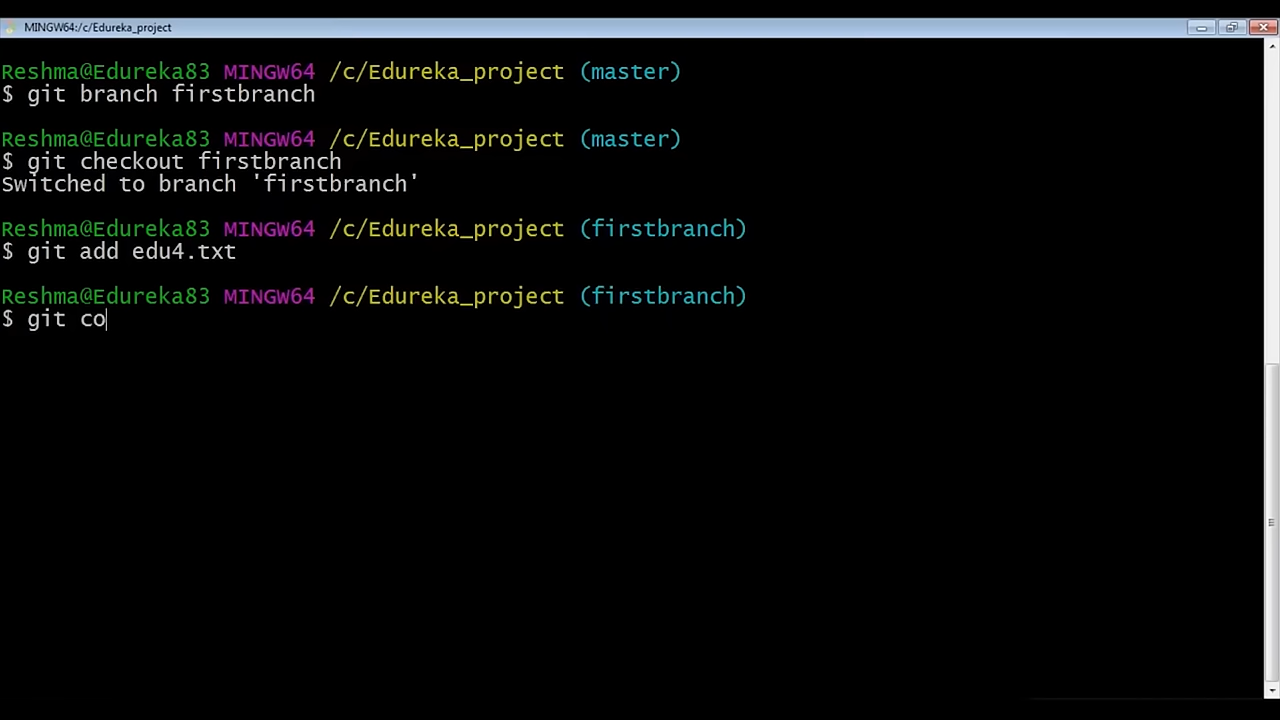 MINGW64:/c/Edureka_project
Reshma@Edureka83 MINGW64 /c/Edureka_project (master)
$ git branch firstbranch
Reshma@Edureka83 MINGW64 /c/Edureka_project (master)
$ git checkout firstbranch
Switched to branch 'firstbranch'
Reshma@Edureka83 MINGW64 /c/Edureka_project (firstbranch)
$ git add edu4.txt
Reshma@Edureka83 MINGW64 /c/Edureka_project (firstbranch)
$ git co